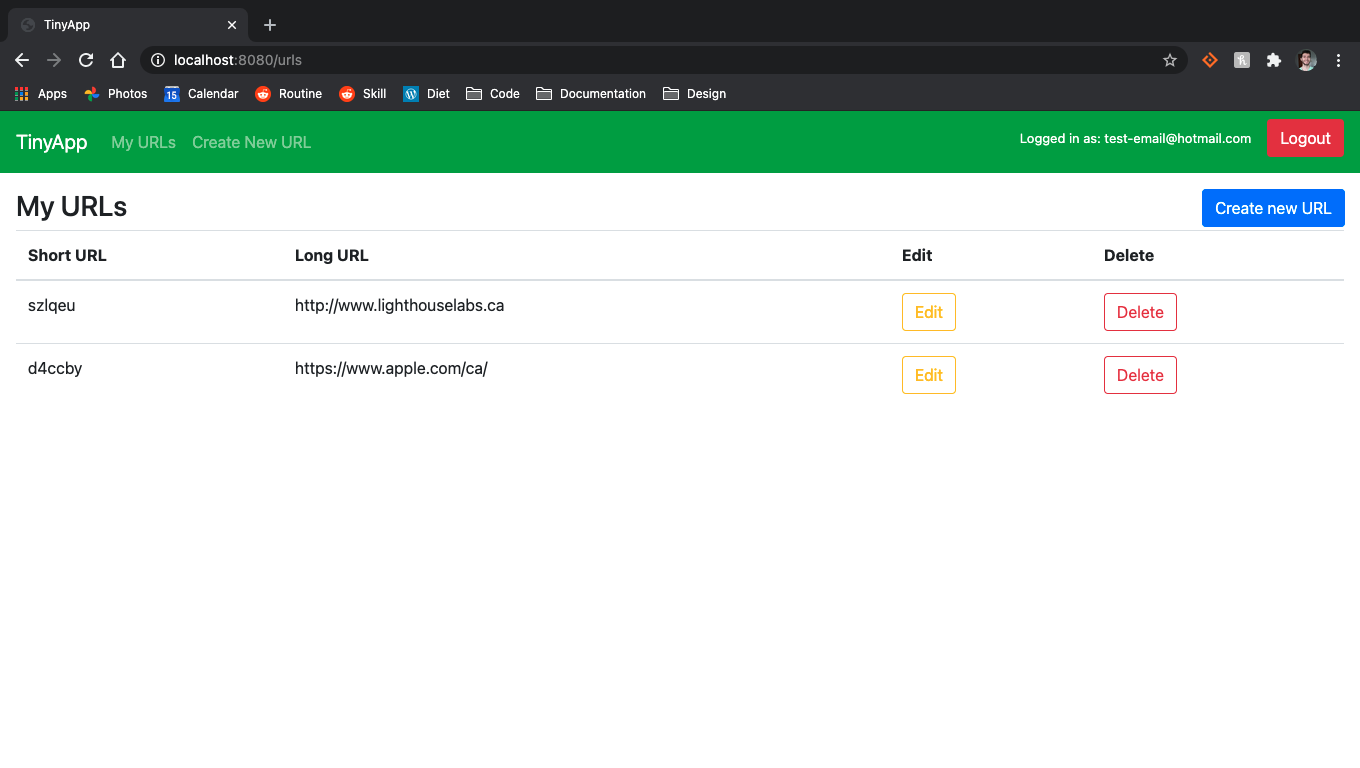 TinyApp
localhost:8080/urls
Apps Photos 15 Calendar Routine Skill Diet Code Documentation Design
TinyApp My URLs Create New URL Logged in as: test-email@hotmail.com Logout
My URLs Create new URL
Short URL Long URL Edit Delete
szlqeu http://www.lighthouselabs.ca Edit Delete
d4ccby https://www.apple.com/ca/ Edit Delete